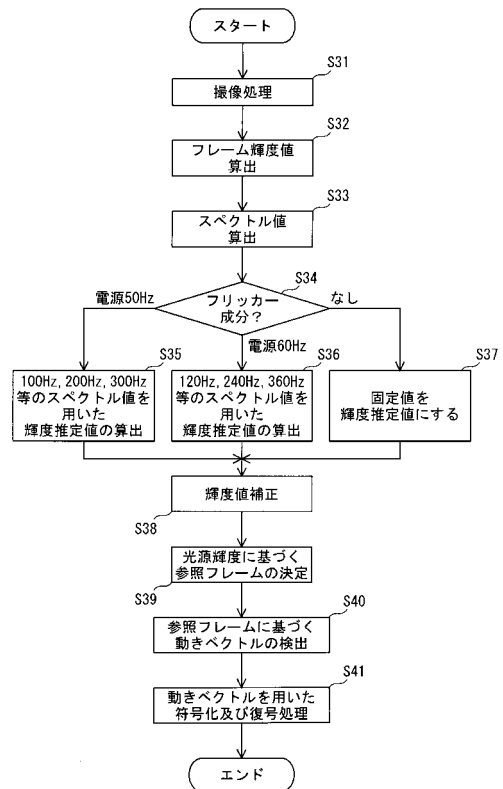 スタート
S31
撮像処理
S32
フレーム輝度値
算出
S33
スペクトル値
算出
S34
フリッカー
成分?
電源50Hz
なし
電源60Hz
S35
100Hz, 200Hz, 300Hz
等のスペクトル値を
用いた
輝度推定値の算出
S36
120Hz, 240Hz, 360Hz
等のスペクトル値を
用いた
輝度推定値の算出
S37
固定値を
輝度推定値にする
輝度値補正
S38
光源輝度に基づく
参照フレームの決定
S39
S40
参照フレームに基づく
動きベクトルの検出
S41
動きベクトルを用いた
符号化及び復号処理
エンド